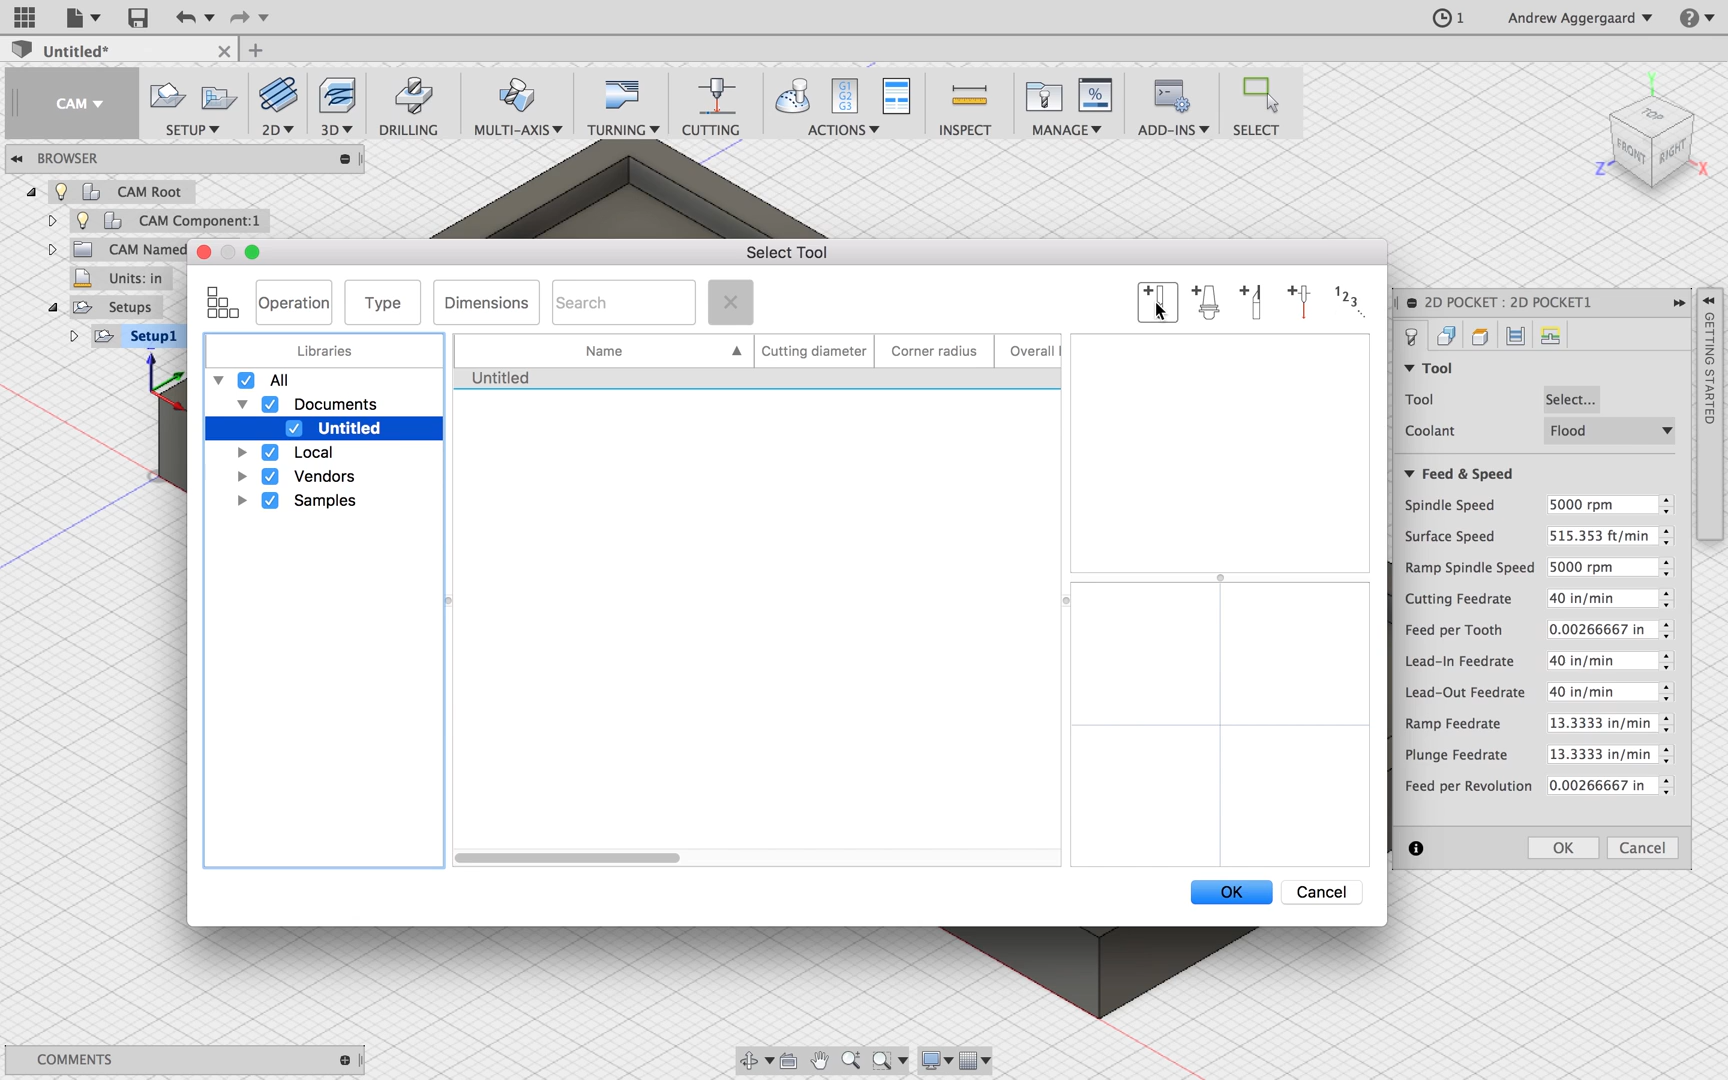 1
Andrew Aggergaard
?
Untitled*
CAM
SETUP
2D
3D
DRILLING
MULTI-AXIS
TURNING
CUTTING
G1
G2
G3
ACTIONS
INSPECT
%
MANAGE
ADD-INS
SELECT
TOP
FRONT
RIGHT
Y
Z
X
BROWSER
CAM Root
CAM Component:1
CAM Named
Units: in
Setups
Setup1
Select Tool
Operation
Type
Dimensions
Search
1 2 3
Libraries
All
Documents
Untitled
Local
Vendors
Samples
Name
Cutting diameter
Corner radius
Overall l
Untitled
OK
Cancel
2D POCKET : 2D POCKET1
Tool
Tool
Select...
Coolant
Flood
Feed & Speed
Spindle Speed
5000 rpm
Surface Speed
515.353 ft/min
Ramp Spindle Speed
5000 rpm
Cutting Feedrate
40 in/min
Feed per Tooth
0.00266667 in
Lead-In Feedrate
40 in/min
Lead-Out Feedrate
40 in/min
Ramp Feedrate
13.3333 in/min
Plunge Feedrate
13.3333 in/min
Feed per Revolution
0.00266667 in
OK
Cancel
GETTING STARTED
COMMENTS